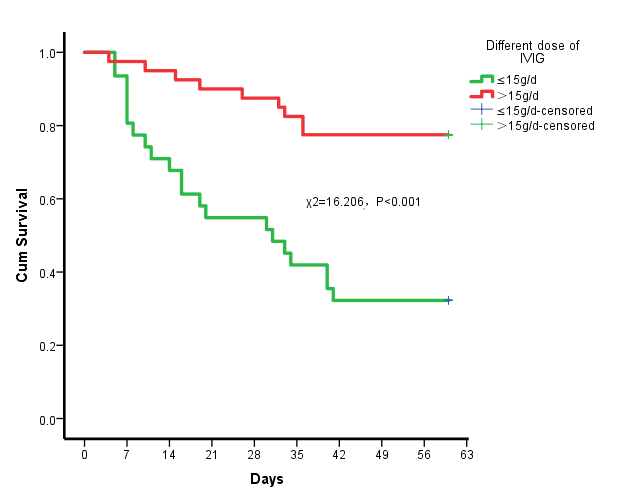 Different dose of
IVIG
≤15g/d
>15g/d
≤15g/d-censored
>15g/d-censored
1.0
0.8
0.6
0.4
0.2
0.0
Cum Survival
χ2=16.206, P<0.001
0 7 14 21 28 35 42 49 56 63
Days